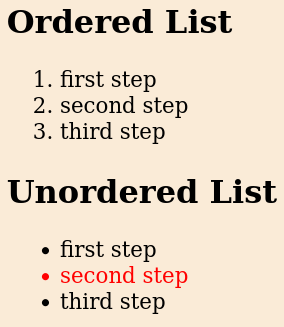 Ordered List
1. first step
2. second step
3. third step
Unordered List
• first step
• second step
• third step